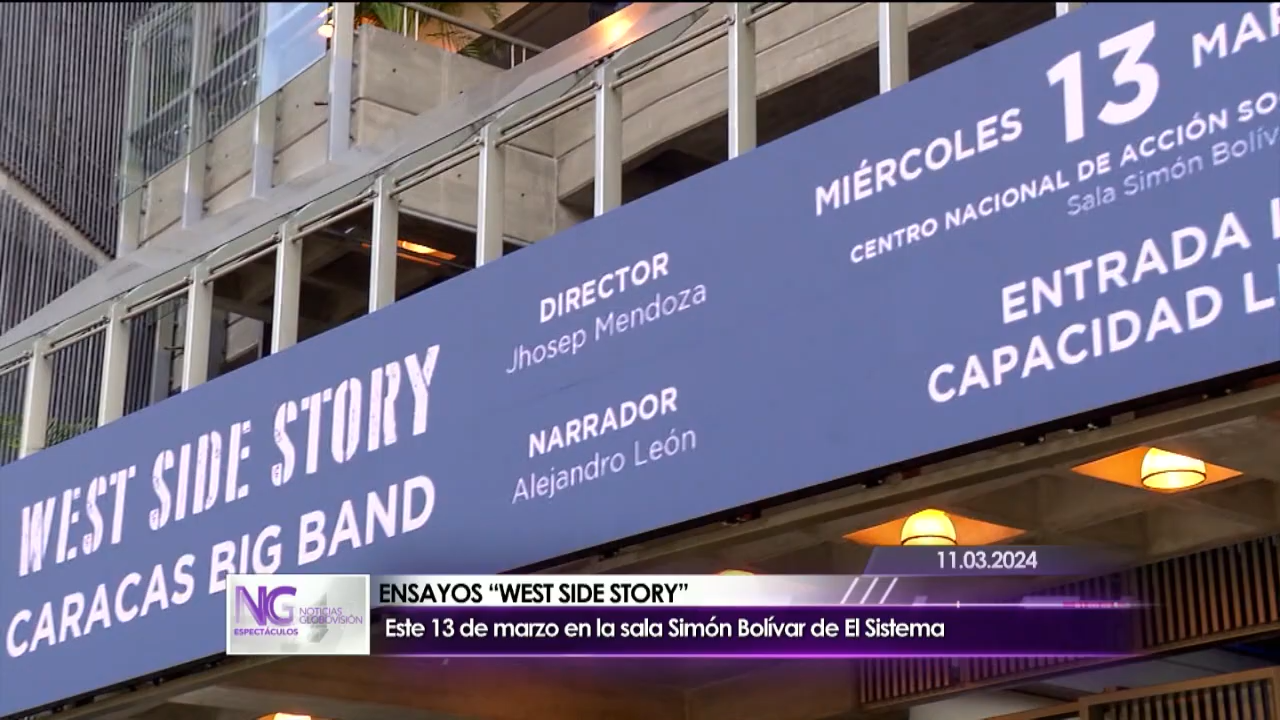 MIÉRCOLES 13
CENTRO NACIONAL DE ACCIÓN
Sala Simón
ENTRADA
CAPACIDAD
DIRECTOR
Jhosep Mendoza
NARRADOR
Alejandro León
WEST SIDE STORY
CARACAS BIG BAND
11.03.2024
NG
NOTICIAS
GLOBOVISIÓN
ESPECTÁCULOS
ENSAYOS “WEST SIDE STORY”
Este 13 de marzo en la sala Simón Bolívar de El Sistema